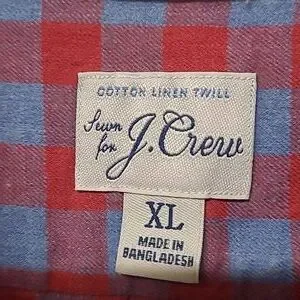 COTTON LINEN TWILL
Sewn
for J.Crew
XL
MADE IN
BANGLADESH